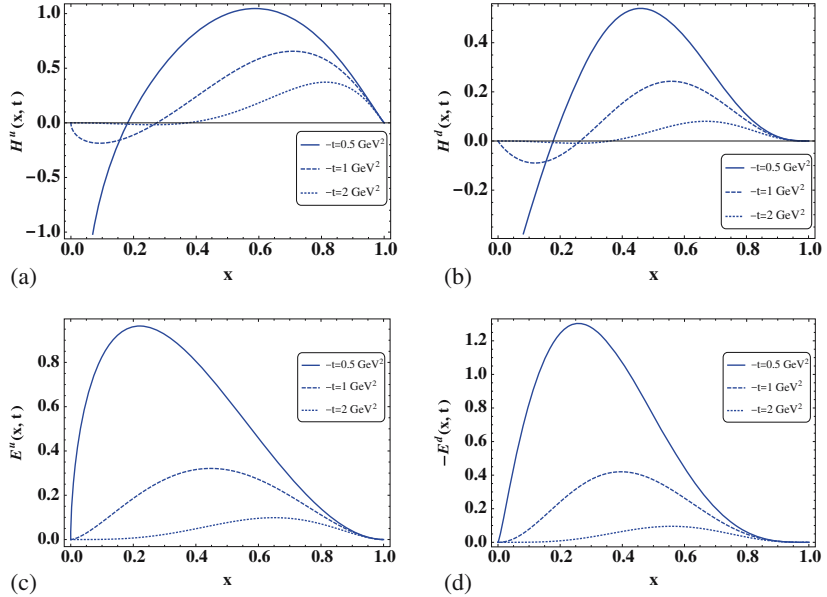 1.0
0.5
0.0
−0.5
−1.0
H^u(x, t)
−t=0.5 GeV²
−t=1 GeV²
−t=2 GeV²
0.0 0.2 0.4 0.6 0.8 1.0
(a) x
0.4
0.2
0.0
−0.2
H^d(x, t)
−t=0.5 GeV²
−t=1 GeV²
−t=2 GeV²
0.0 0.2 0.4 0.6 0.8 1.0
(b) x
0.8
0.6
0.4
0.2
0.0
E^u(x, t)
−t=0.5 GeV²
−t=1 GeV²
−t=2 GeV²
0.0 0.2 0.4 0.6 0.8 1.0
(c) x
1.2
1.0
0.8
0.6
0.4
0.2
0.0
−E^d(x, t)
−t=0.5 GeV²
−t=1 GeV²
−t=2 GeV²
0.0 0.2 0.4 0.6 0.8 1.0
(d) x